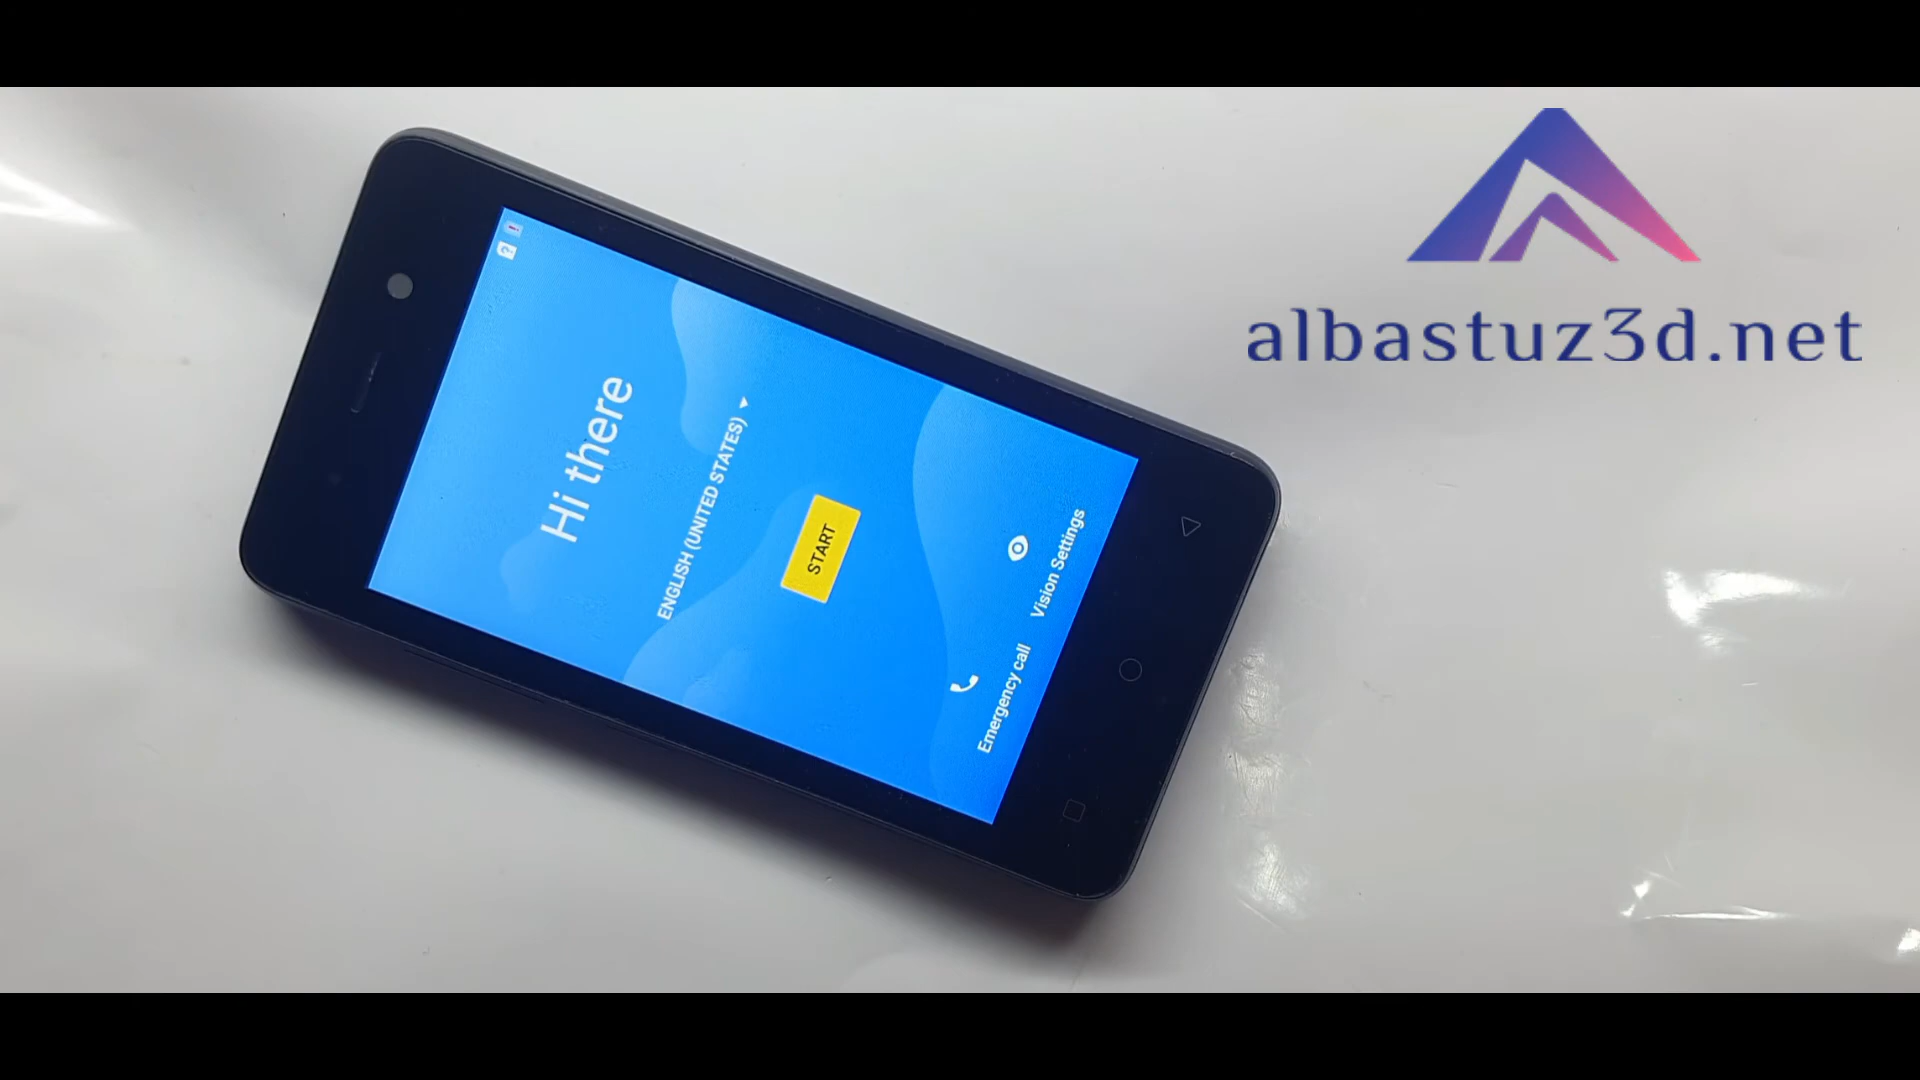 albastuz3d.net
Hi there
ENGLISH (UNITED STATES)
START
Emergency call
Vision Settings